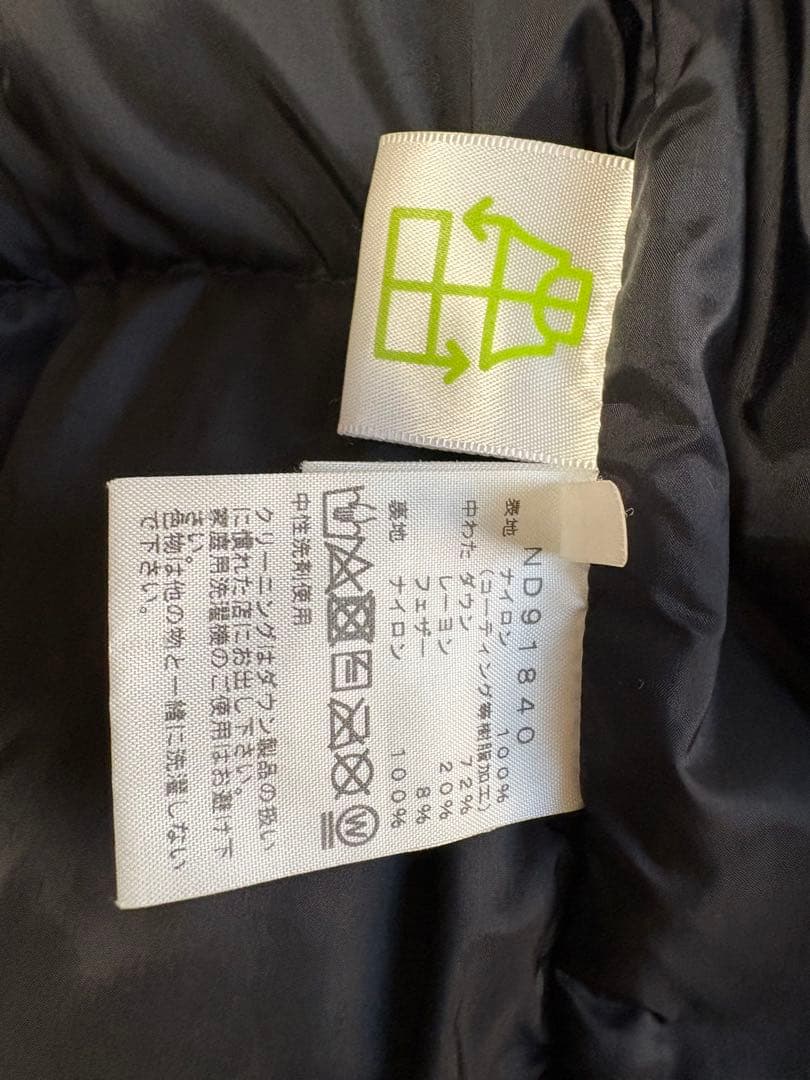 ND91840
表地 ナイロン 100%
(コーティング等樹脂加工)
中わた ダウン 72%
レーヨン 20%
フェザー 8%
裏地 ナイロン 100%
W
中性洗剤使用
クリーニングはダウン製品の扱い
に慣れた店にお出し下さい。
家庭用洗濯機のご使用はお避け下
さい。
色物は他の物と一緒に洗濯しない
で下さい。